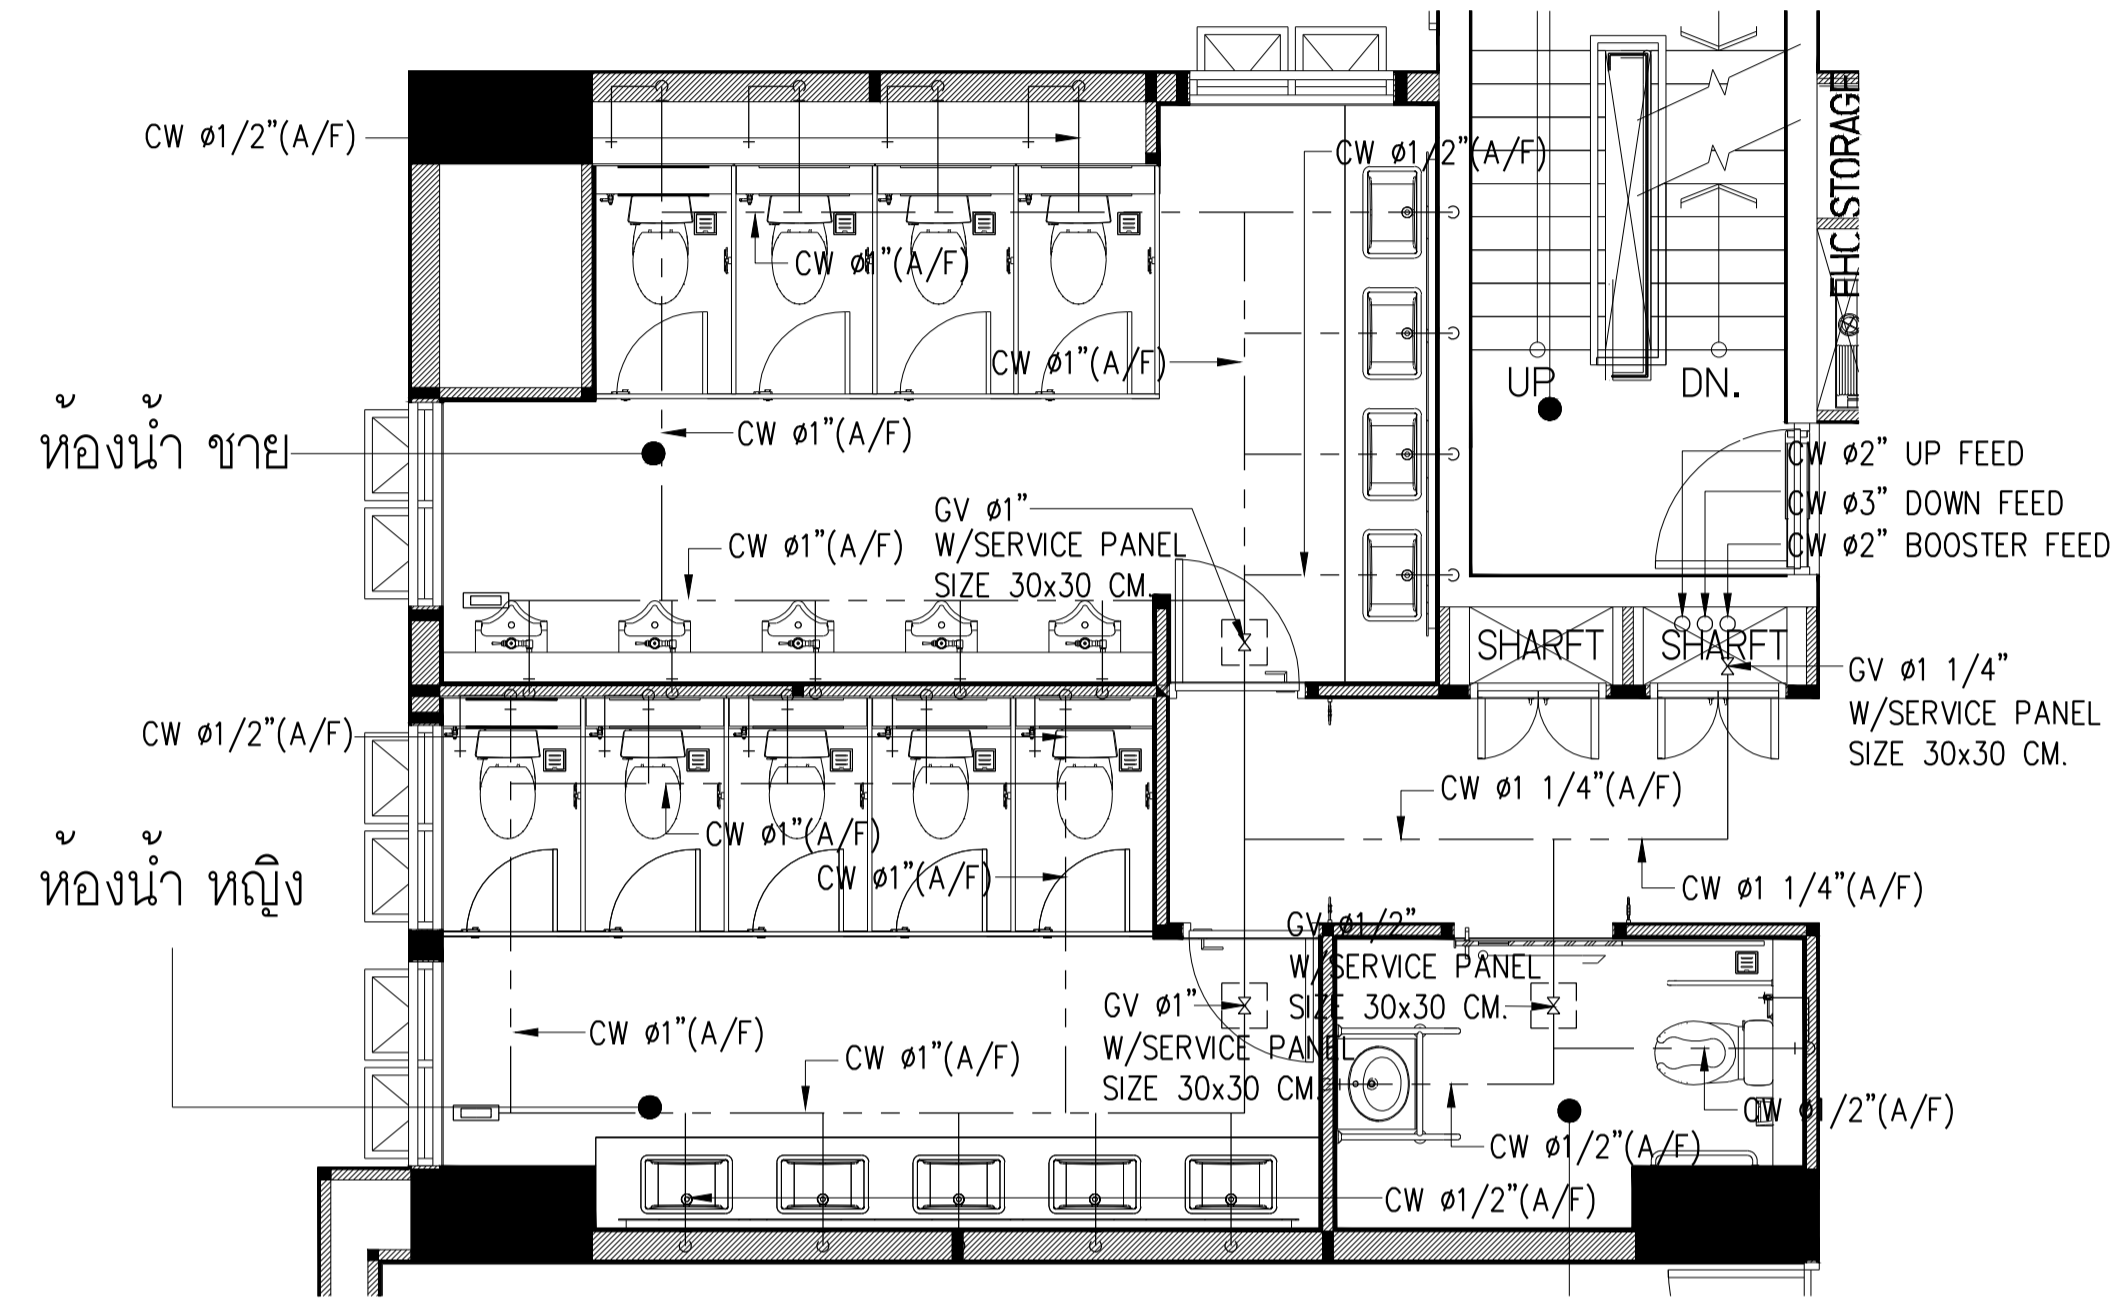 CW ø1/2"(A/F)
CW ø1/2"(A/F)
FHC STORAGE
CW ø1"(A/F)
CW ø1"(A/F)
UP
DN.
CW ø1"(A/F)
ห้องน้ำ ชาย
CW ø2" UP FEED
CW ø3" DOWN FEED
CW ø2" BOOSTER FEED
GV ø1"
W/SERVICE PANEL
SIZE 30x30 CM.
CW ø1"(A/F)
SHARFT
SHARFT
GV ø1 1/4"
W/SERVICE PANEL
SIZE 30x30 CM.
CW ø1/2"(A/F)
CW ø1 1/4"(A/F)
CW ø1"(A/F)
CW ø1"(A/F)
CW ø1 1/4"(A/F)
ห้องน้ำ หญิง
GV ø1/2"
W/SERVICE PANEL
SIZE 30x30 CM.
GV ø1"
W/SERVICE PANEL
SIZE 30x30 CM.
CW ø1"(A/F)
CW ø1"(A/F)
CW ø1/2"(A/F)
CW ø1/2"(A/F)
CW ø1/2"(A/F)